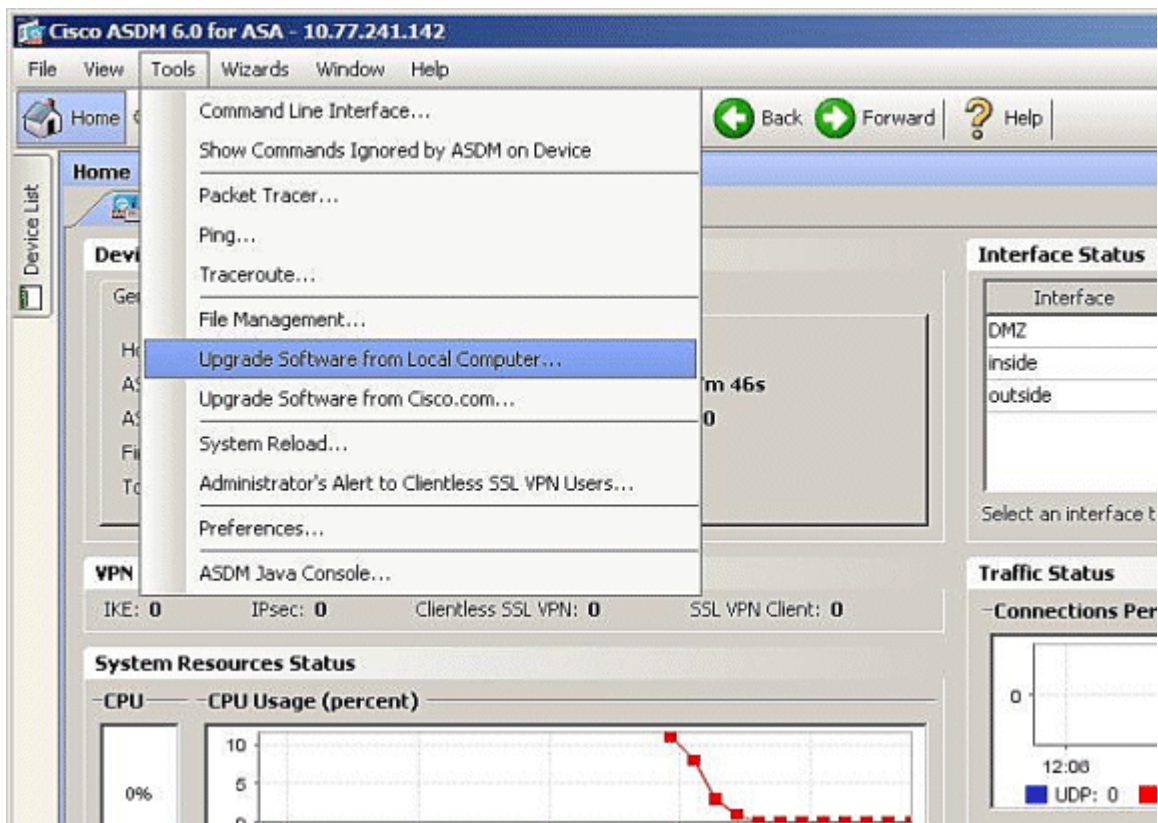 Cisco ASDM 6.0 for ASA - 10.77.241.142
File View Tools Wizards Window Help
Home Back Forward Help
Command Line Interface...
Show Commands Ignored by ASDM on Device
Packet Tracer...
Ping...
Traceroute...
File Management...
Upgrade Software from Local Computer...
Upgrade Software from Cisco.com...
System Reload...
Administrator's Alert to Clientless SSL VPN Users...
Preferences...
ASDM Java Console...
Device List
Home
'm 46s
0
Interface Status
Interface
DMZ
inside
outside
Select an interface t
VPN
IKE: 0 IPsec: 0 Clientless SSL VPN: 0 SSL VPN Client: 0
Traffic Status
Connections Per
0
12:06
UDP: 0
System Resources Status
CPU
0%
CPU Usage (percent)
10
5
0